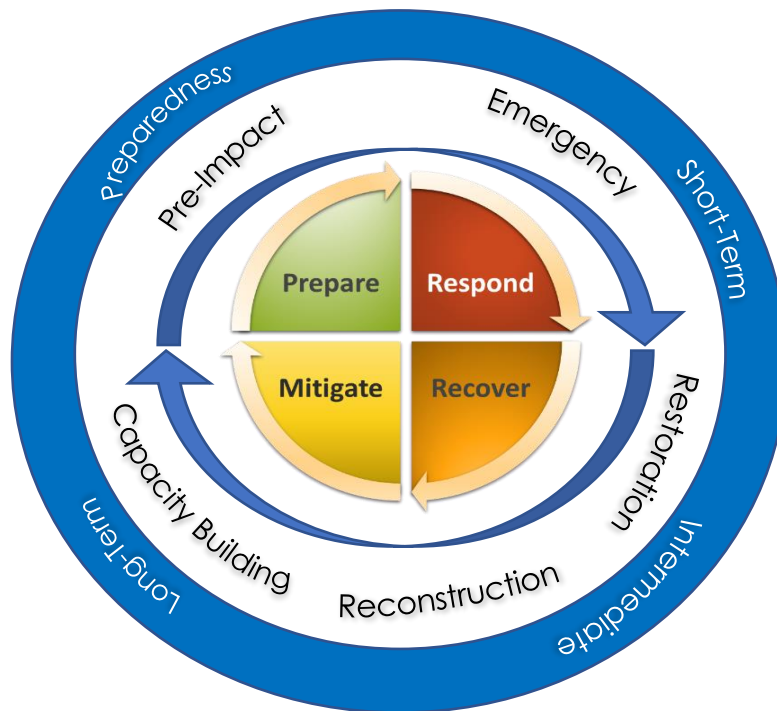 Preparedness
Short-Term
Intermediate
Long-Term
Pre-Impact
Emergency
Restoration
Reconstruction
Capacity Building
Prepare
Respond
Mitigate
Recover